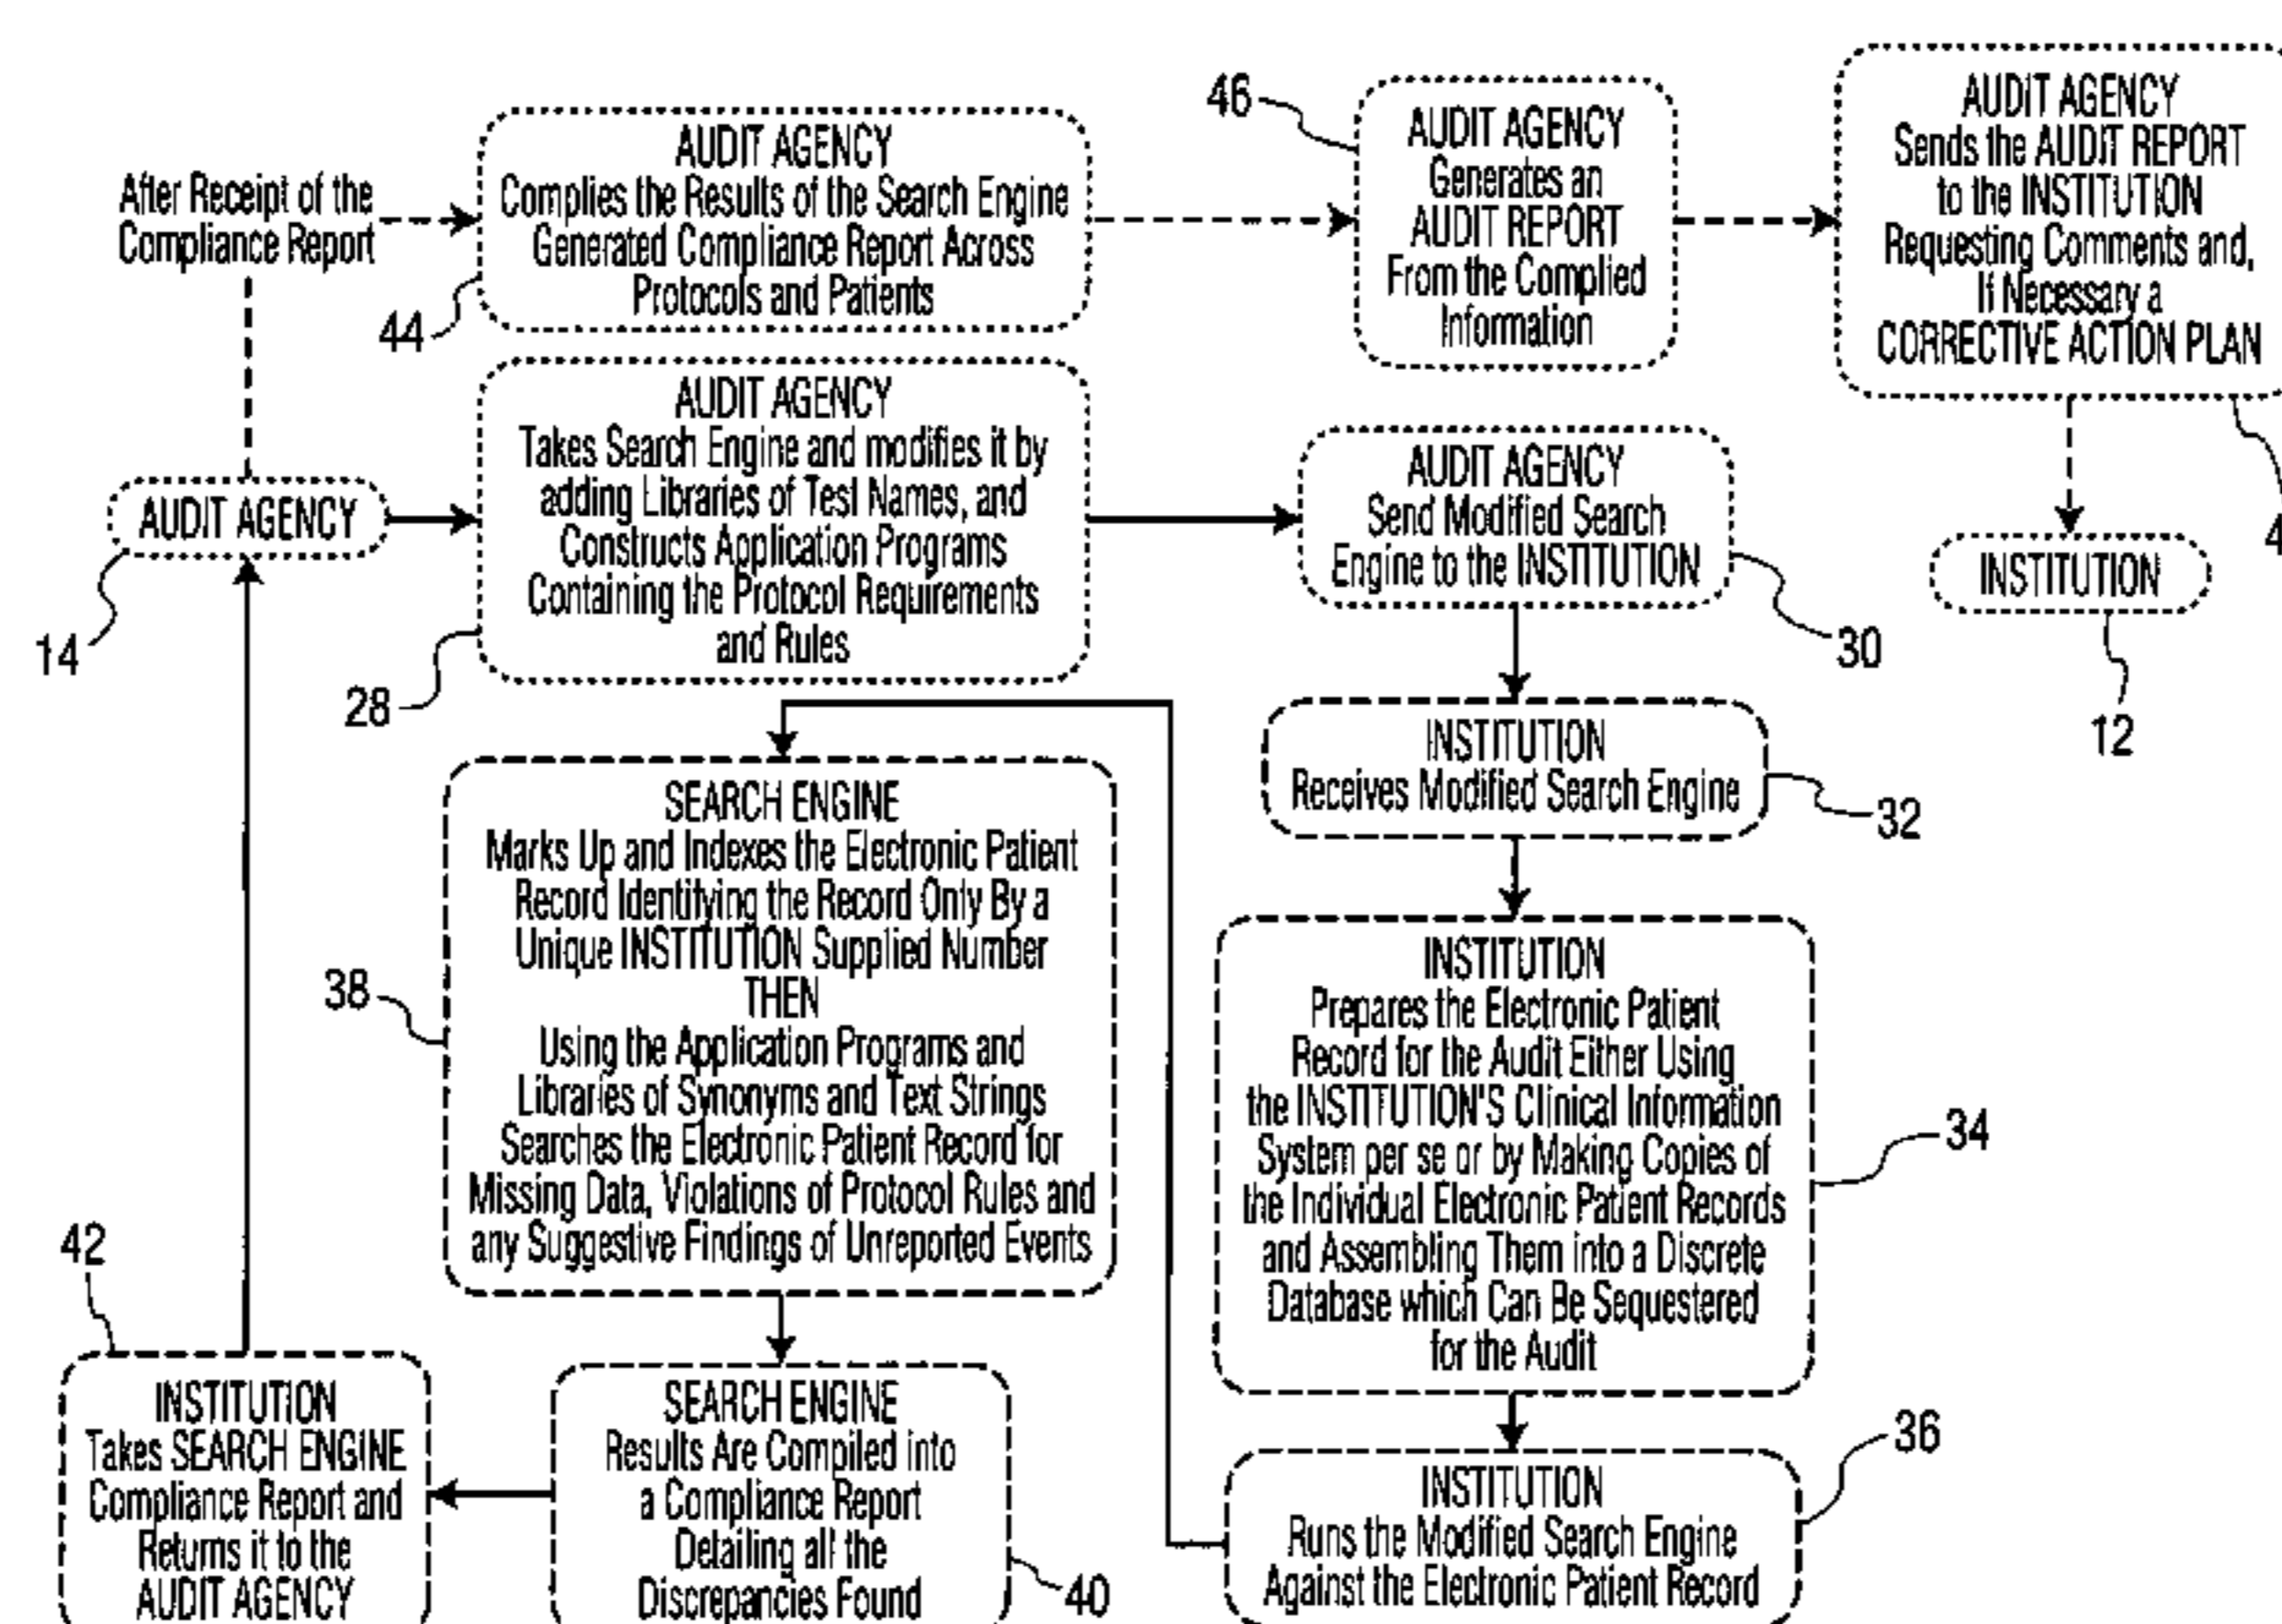 After Receipt of the
Compliance Report
AUDIT AGENCY
Complies the Results of the Search Engine
Generated Compliance Report Across
Protocols and Patients
44
46
AUDIT AGENCY
Generates an
AUDIT REPORT
From the Complied
Information
AUDIT AGENCY
Sends the AUDIT REPORT
to the INSTITUTION
Requesting Comments and,
If Necessary a
CORRECTIVE ACTION PLAN
AUDIT AGENCY
14
AUDIT AGENCY
Takes Search Engine and modifies it by
adding Libraries of Test Names, and
Constructs Application Programs
Containing the Protocol Requirements
and Rules
28
AUDIT AGENCY
Send Modified Search
Engine to the INSTITUTION
30
INSTITUTION
12
INSTITUTION
Receives Modified Search Engine
32
INSTITUTION
Prepares the Electronic Patient
Record for the Audit Either Using
the INSTITUTION'S Clinical Information
System per se or by Making Copies of
the Individual Electronic Patient Records
and Assembling Them into a Discrete
Database which Can Be Sequestered
for the Audit
34
INSTITUTION
Runs the Modified Search Engine
Against the Electronic Patient Record
36
SEARCH ENGINE
Marks Up and Indexes the Electronic Patient
Record Identifying the Record Only By a
Unique INSTITUTION Supplied Number
THEN
Using the Application Programs and
Libraries of Synonyms and Text Strings
Searches the Electronic Patient Record for
Missing Data, Violations of Protocol Rules and
any Suggestive Findings of Unreported Events
38
SEARCH ENGINE
Results Are Compiled into
a Compliance Report
Detailing all the
Discrepancies Found
40
42
INSTITUTION
Takes SEARCH ENGINE
Compliance Report and
Returns it to the
AUDIT AGENCY